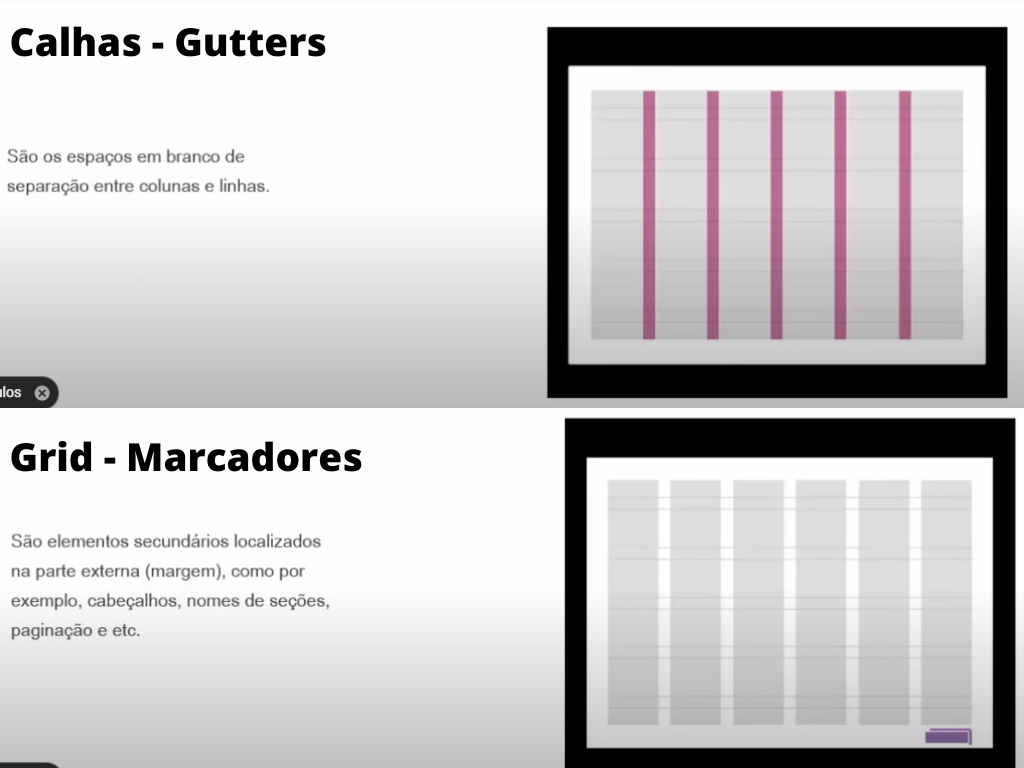 Calhas - Gutters
São os espaços em branco de
separação entre colunas e linhas.
Grid - Marcadores
São elementos secundários localizados
na parte externa (margem), como por
exemplo, cabeçalhos, nomes de seções,
paginação e etc.